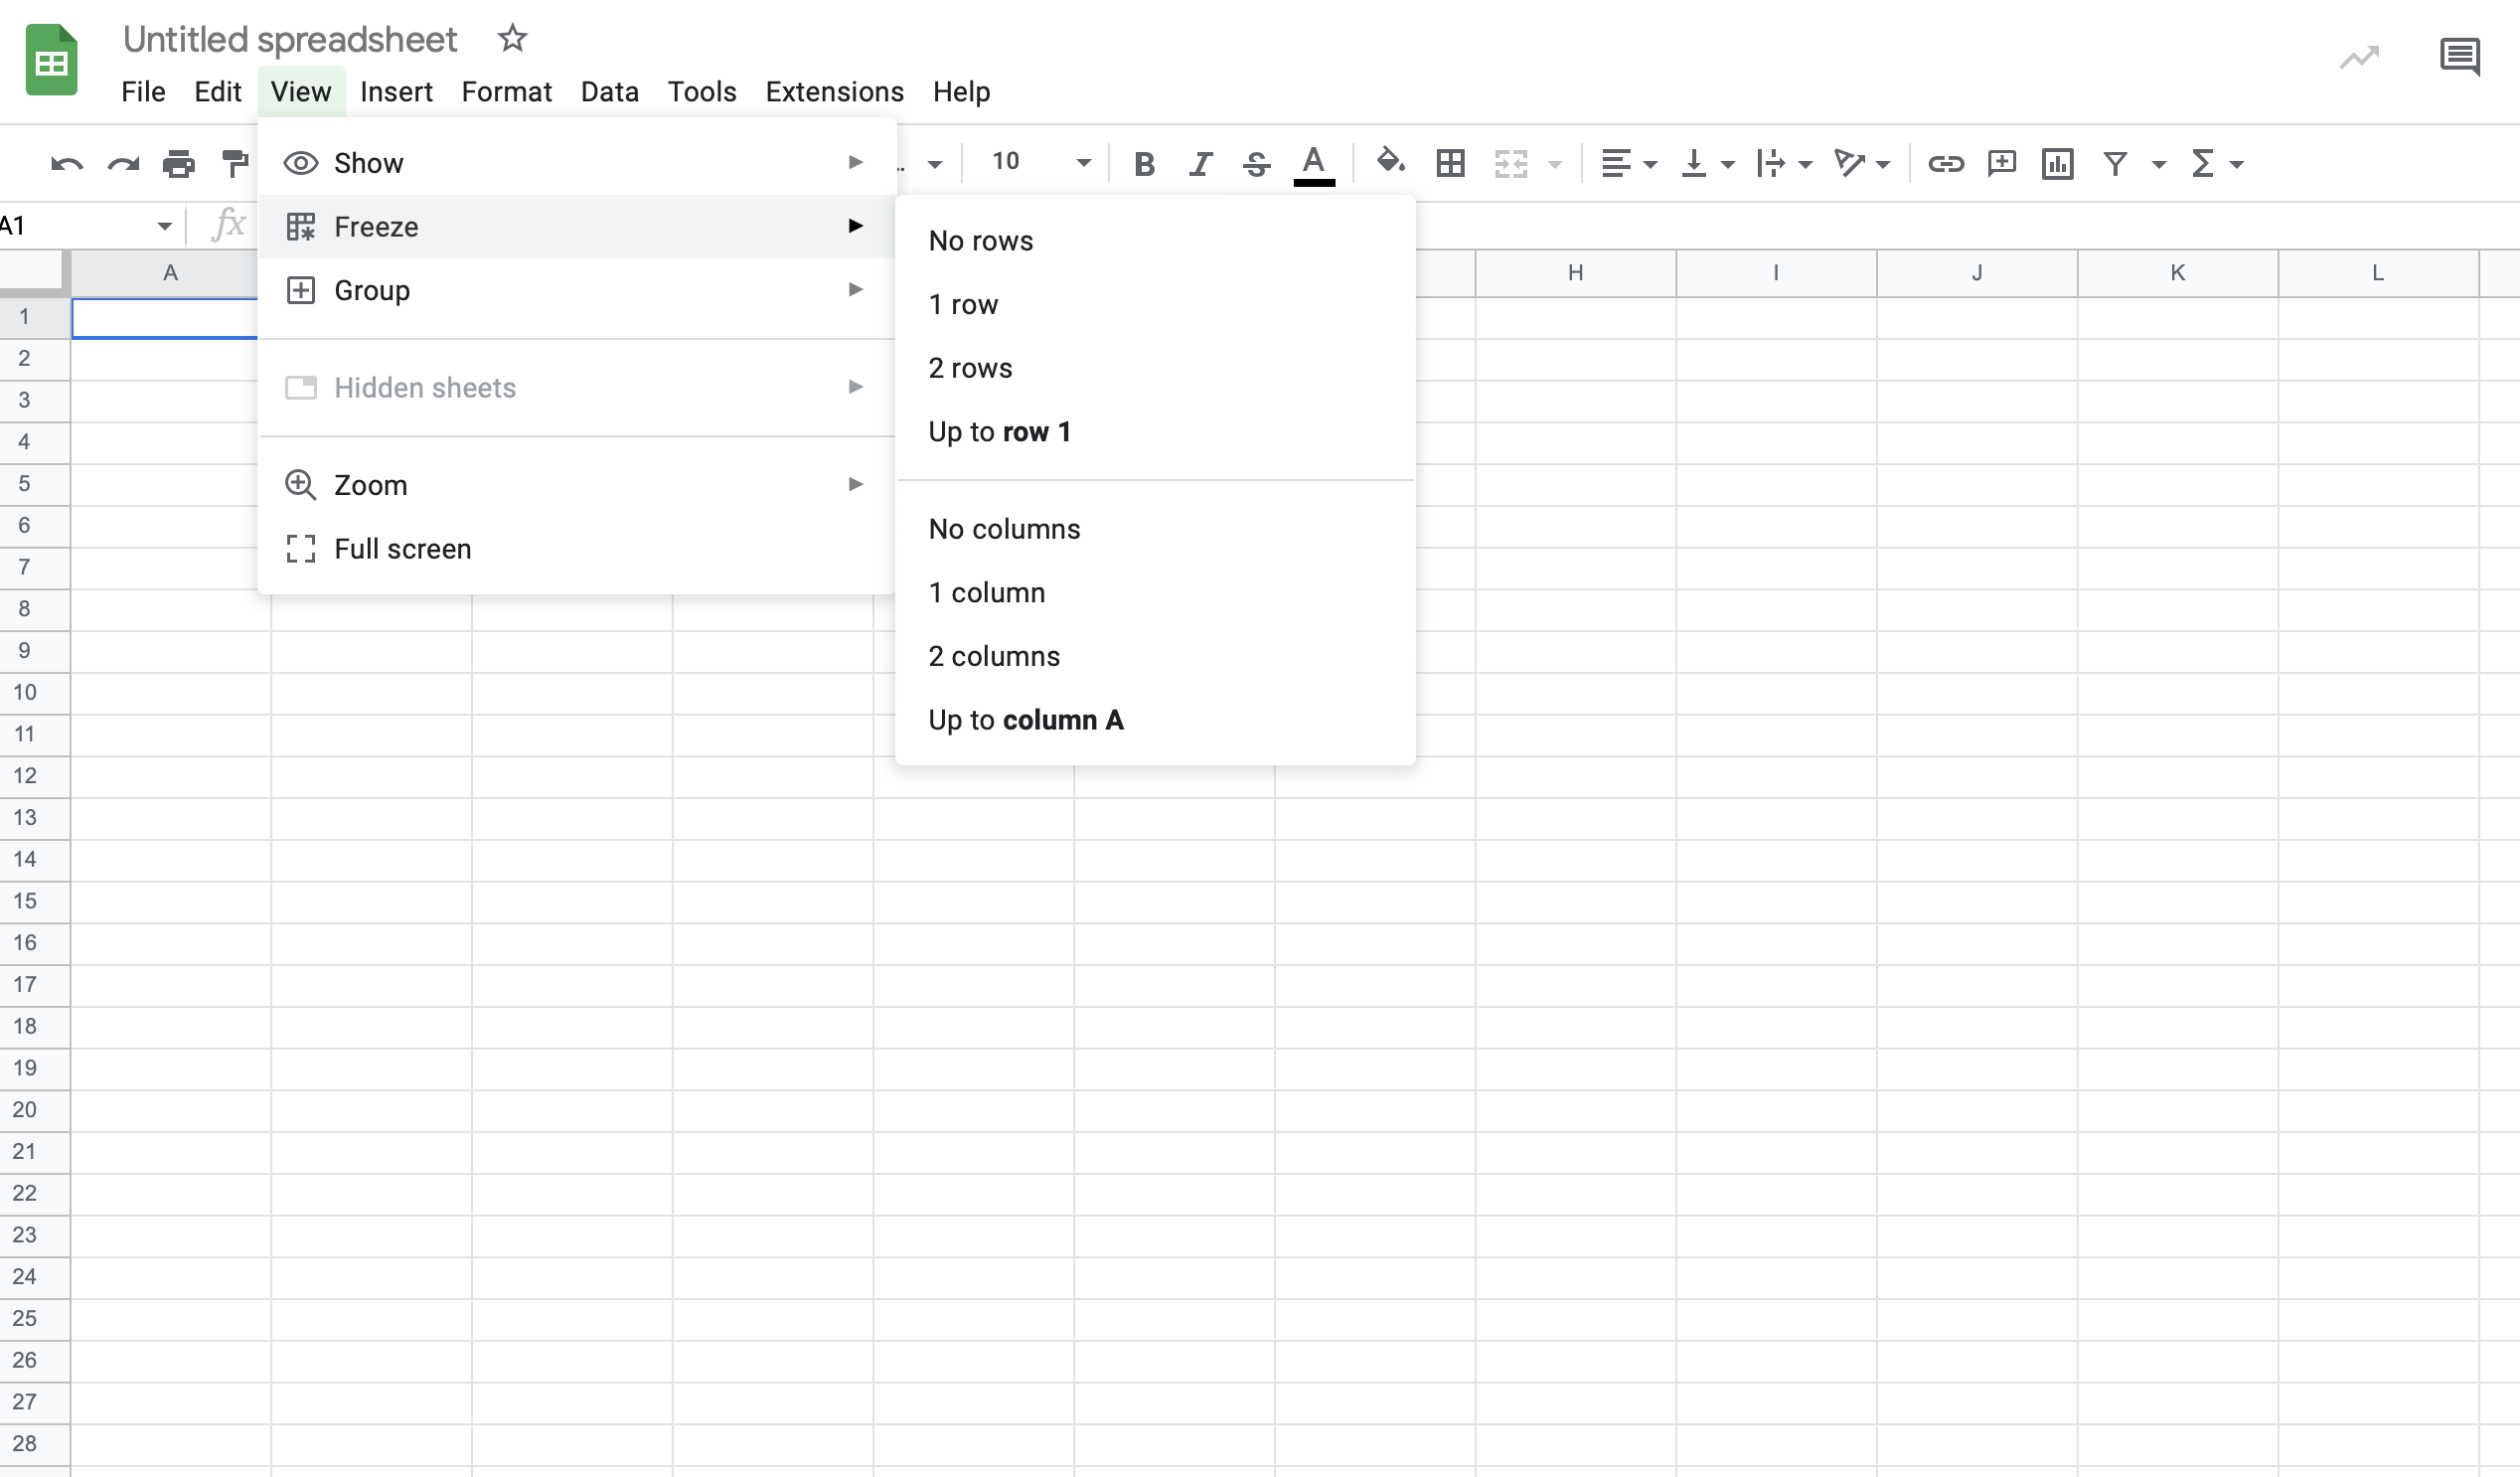 Untitled spreadsheet
File Edit View Insert Format Data Tools Extensions Help
Show
.. 10 B I S A
A1
fx
Freeze
Group
Hidden sheets
Zoom
Full screen
No rows
1 row
2 rows
Up to row 1
No columns
1 column
2 columns
Up to column A
A H I J K L
1
2
3
4
5
6
7
8
9
10
11
12
13
14
15
16
17
18
19
20
21
22
23
24
25
26
27
28